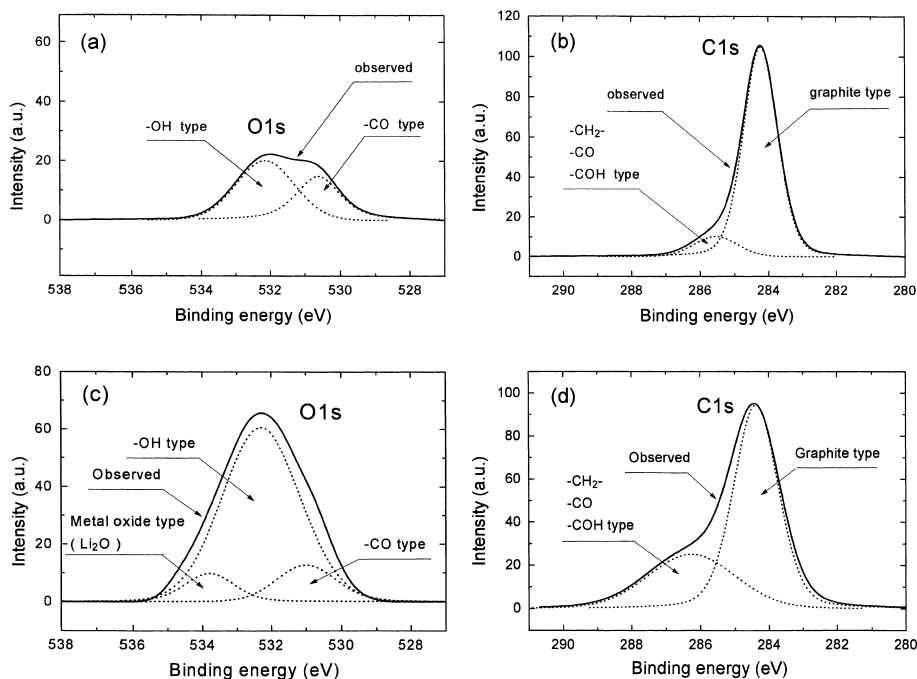 (a)
O1s
observed
-OH type
-CO type
Intensity (a.u.)
60
40
20
0
538
536
534
532
530
528
Binding energy (eV)
(b)
C1s
observed
graphite type
-CH2-
-CO
-COH type
Intensity (a.u.)
120
100
80
60
40
20
0
290
288
286
284
282
280
Binding energy (eV)
(c)
O1s
-OH type
Observed
Metal oxide type
( Li2O )
-CO type
Intensity (a.u.)
80
60
40
20
0
538
536
534
532
530
528
Binding energy (eV)
(d)
C1s
Observed
Graphite type
-CH2-
-CO
-COH type
Intensity (a.u.)
100
80
60
40
20
0
290
288
286
284
282
280
Binding energy (eV)